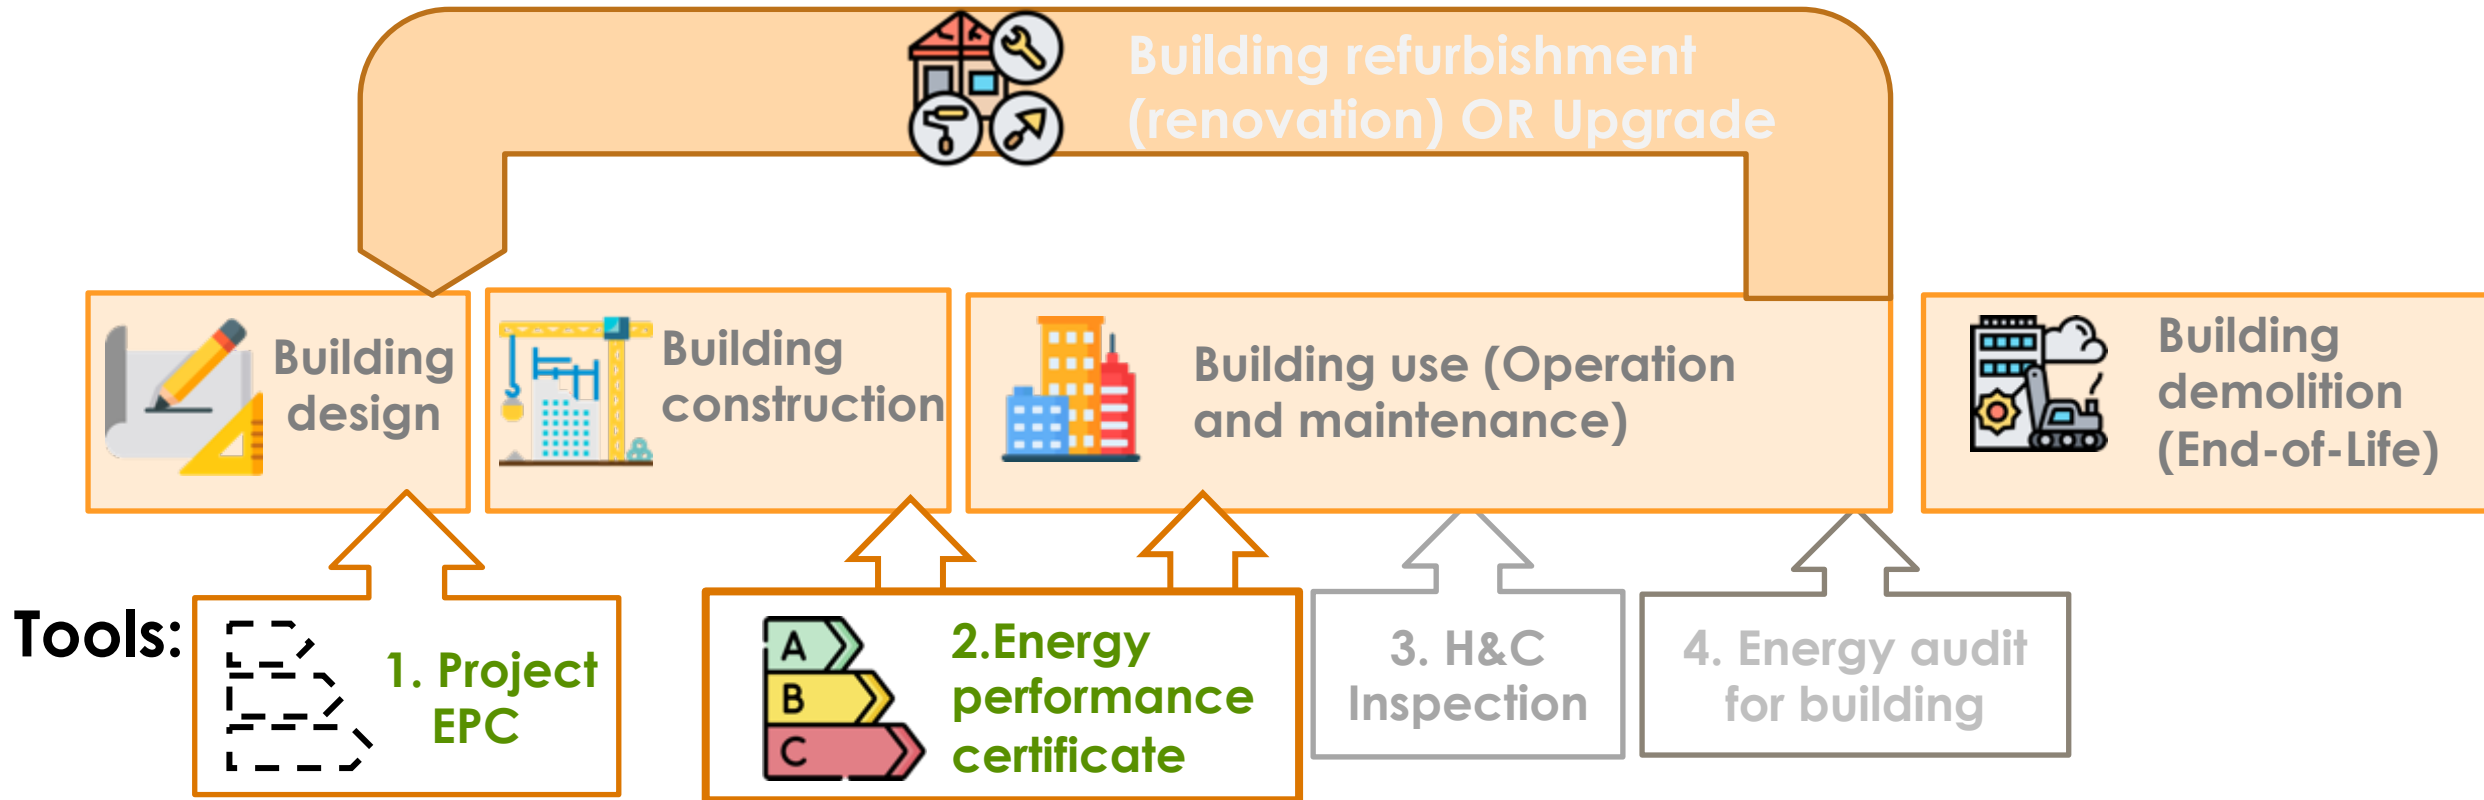 Building refurbishment
(renovation) OR Upgrade
Building
design
Building
construction
Building use (Operation
and maintenance)
Building
demolition
(End-of-Life)
Tools:
1. Project
EPC
A
B
C
2.Energy
performance
certificate
3. H&C
Inspection
4. Energy audit
for building